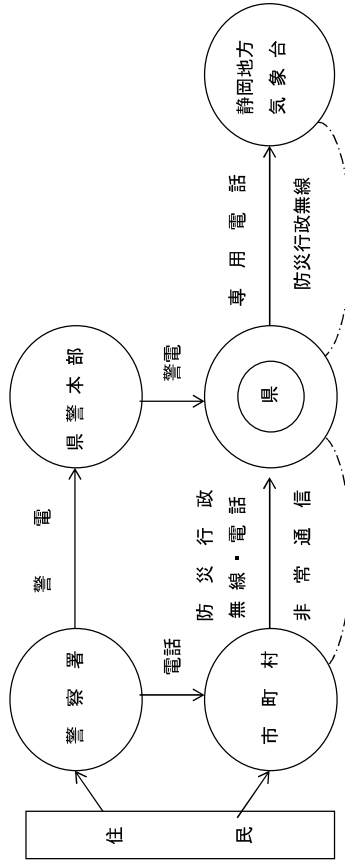 住
民
警察署
警電
県警本部
電話
警電
市町村
防災行政
無線・電話
非常通信
県
専用電話
防災行政無線
静岡地方
気象台